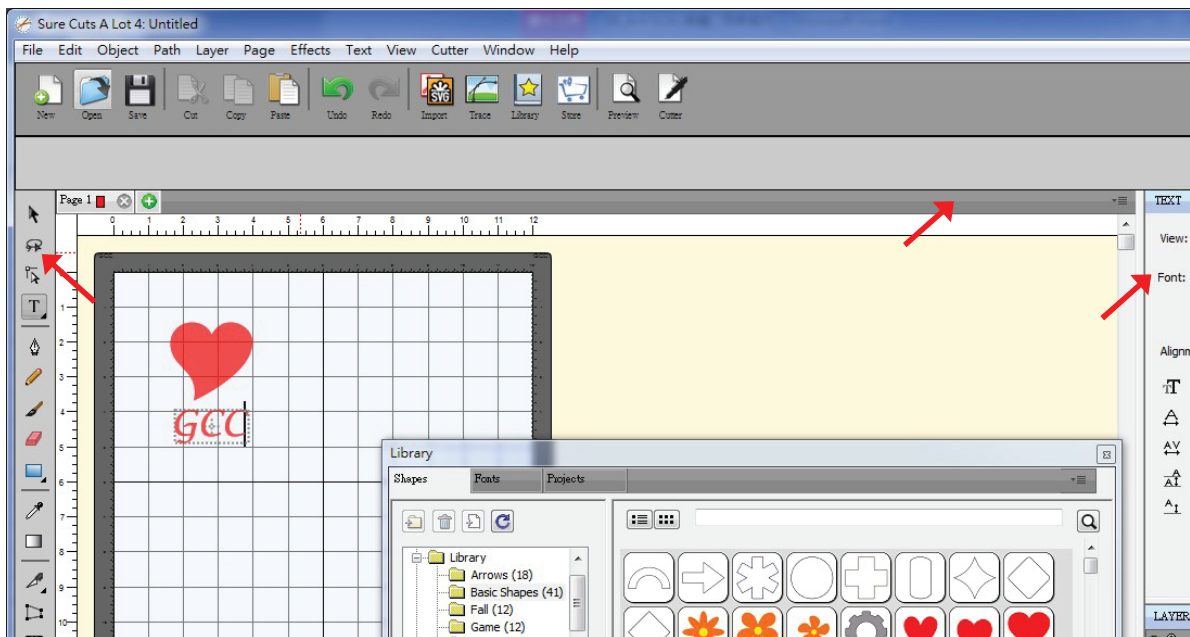 Sure Cuts A Lot 4: Untitled
File Edit Object Path Layer Page Effects Text View Cutter Window Help
New Open Save Cut Copy Paste Undo Redo Import Trace Library Store Preview Cutter
SVG
Page 1
TEXT
0 1 2 3 4 5 6 7 8 9 10 11 12
View:
Font:
T
1
2
3
4
5
6
7
8
9
10
GCC
Alignm
Library
Shapes Fonts Projects
Library
Arrows (18)
Basic Shapes (41)
Fall (12)
Game (12)
LAYER